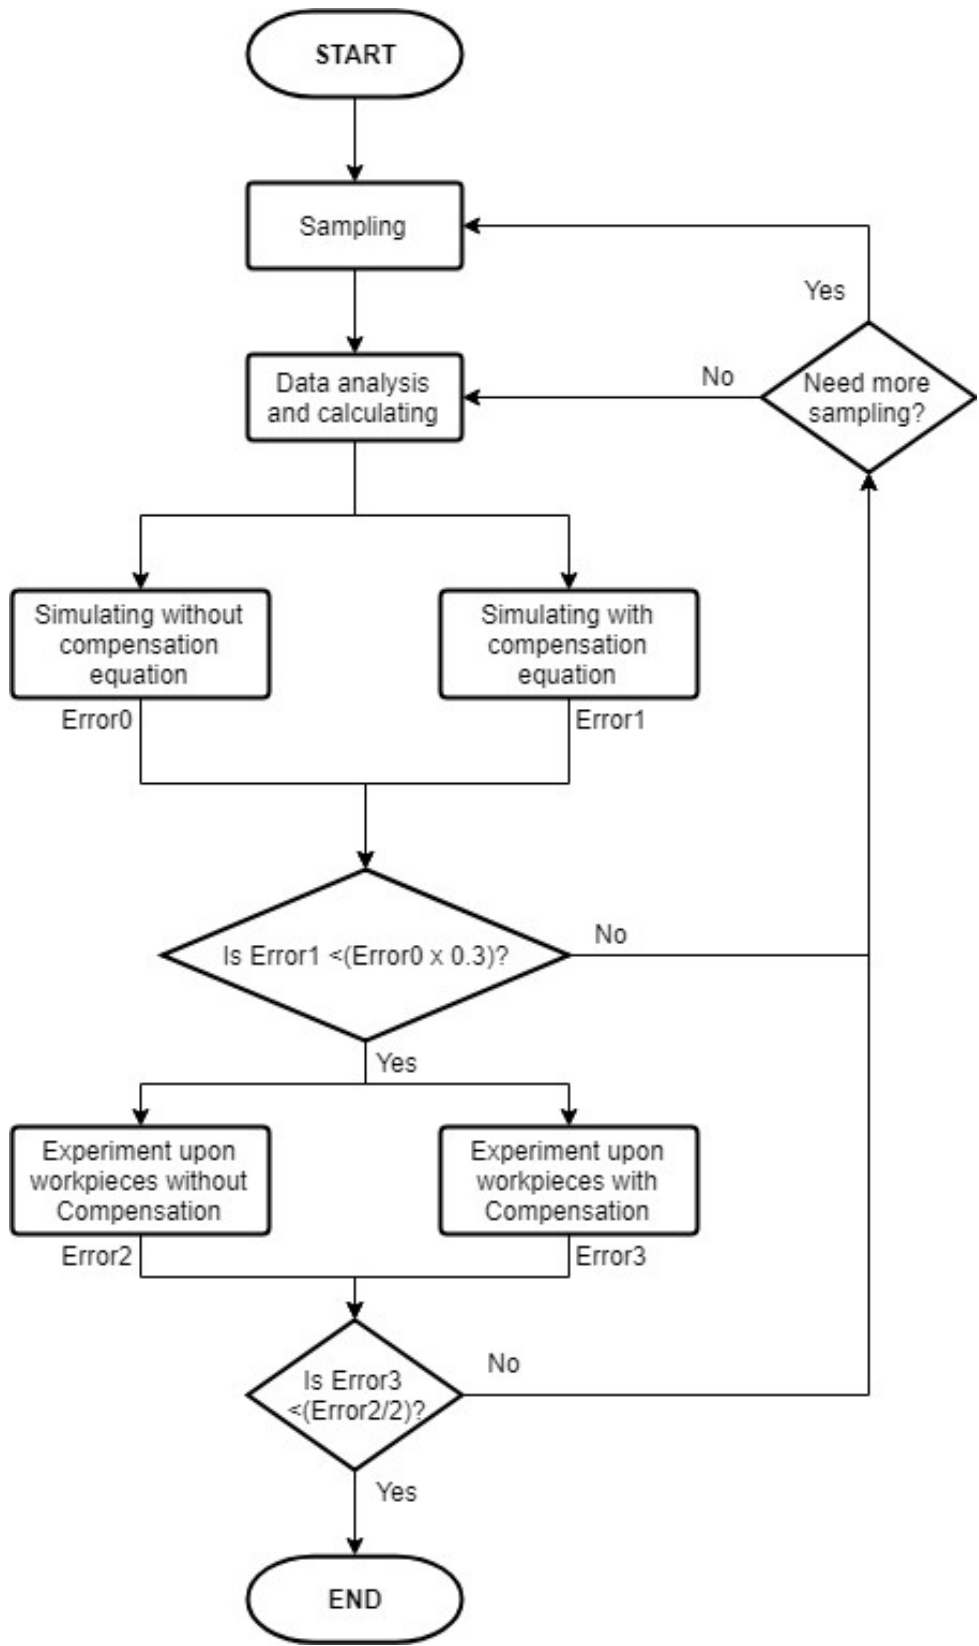 START
Sampling
Yes
Data analysis
and calculating
No
Need more
sampling?
Simulating without
compensation
equation
Simulating with
compensation
equation
Error0
Error1
Is Error1 <(Error0 x 0.3)?
No
Yes
Experiment upon
workpieces without
Compensation
Experiment upon
workpieces with
Compensation
Error2
Error3
Is Error3
<(Error2/2)?
No
Yes
END